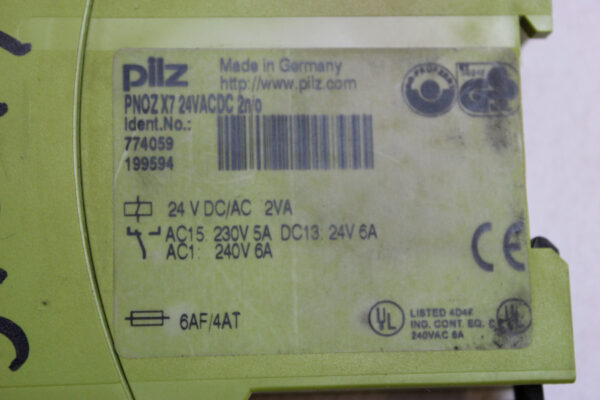 pilz
Made in Germany
http://www.pilz.com
PNOZ X7 24VACDC 2n/o
Ident.No.:
774059
199594
24 V DC/AC 2VA
AC15: 230V 5A DC13: 24V 6A
AC1: 240V 6A
CE
6AF/4AT
UL
LISTED
IND. CONT. EQ.
240VAC 6A
UL
GS